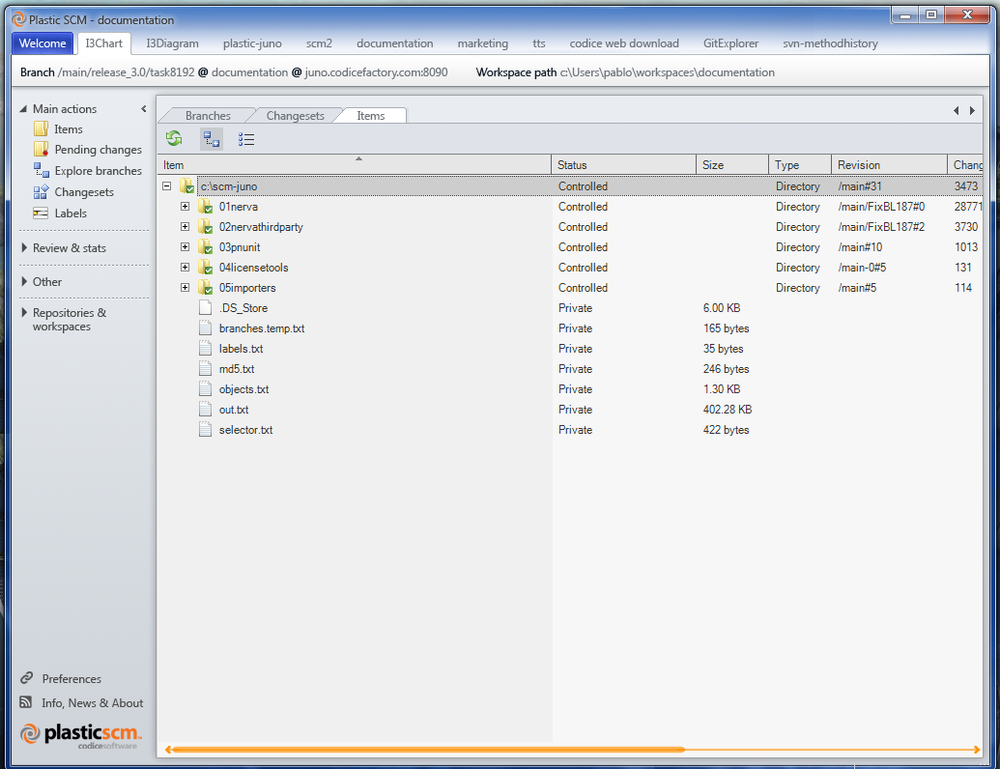 Plastic SCM - documentation
Welcome I3Chart I3Diagram plastic-juno scm2 documentation marketing tts codice web download GitExplorer svn-methodhistory
Branch /main/release_3.0/task8192 @ documentation @ juno.codicefactory.com:8090 Workspace path c:\Users\pablo\workspaces\documentation
Main actions
Items
Pending changes
Explore branches
Changesets
Labels
Review & stats
Other
Repositories &
workspaces
Branches Changesets Items
Item Status Size Type Revision Chang
c:\scm-juno Controlled Directory /main#31 3473
01nerva Controlled Directory /main/FixBL187#0 28771
02nervathirdparty Controlled Directory /main/FixBL187#2 3730
03pnunit Controlled Directory /main#10 1013
04licensetools Controlled Directory /main-0#5 131
05importers Controlled Directory /main#5 114
.DS_Store Private 6.00 KB
branches.temp.txt Private 165 bytes
labels.txt Private 35 bytes
md5.txt Private 246 bytes
objects.txt Private 1.30 KB
out.txt Private 402.28 KB
selector.txt Private 422 bytes
Preferences
Info, News & About
plasticscm
codicesoftware